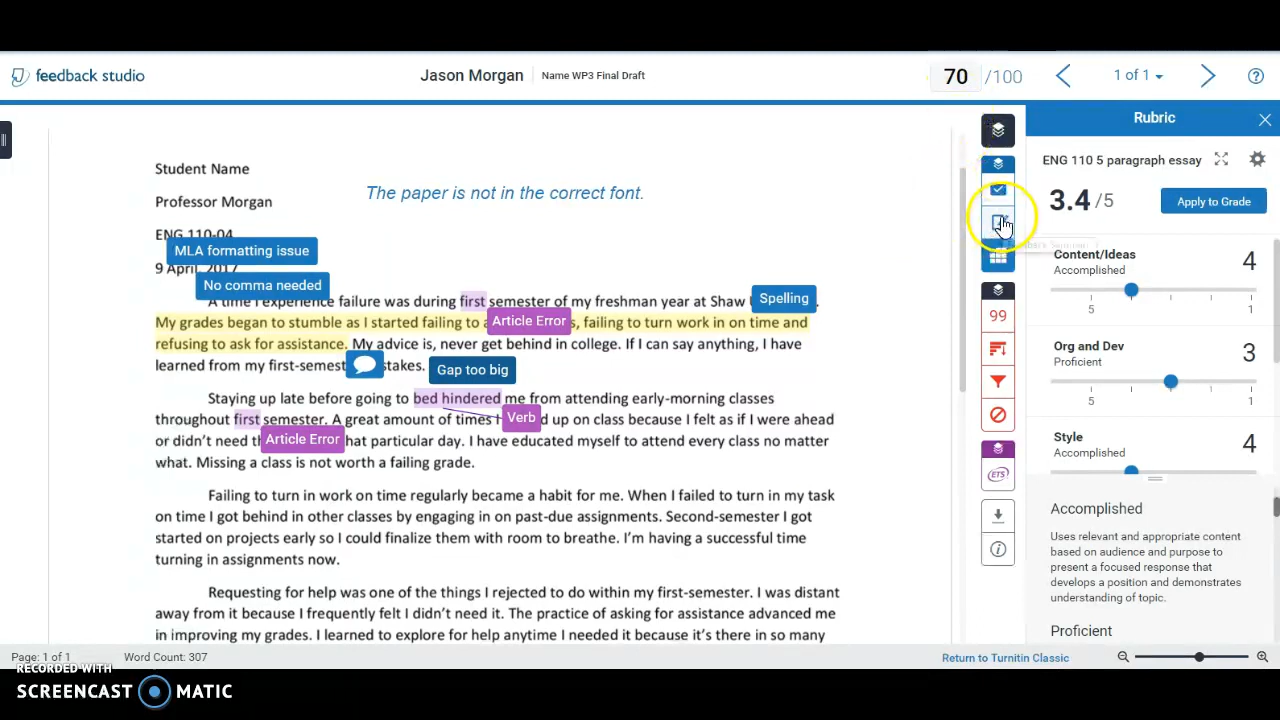 feedback studio
Jason Morgan
Name WP3 Final Draft
70 /100
1 of 1
Rubric
ENG 110 5 paragraph essay
3.4 /5
Apply to Grade
Content/Ideas
4
Accomplished
5
1
Org and Dev
3
Proficient
5
1
Style
4
Accomplished
Accomplished
Uses relevant and appropriate content
based on audience and purpose to
present a focused response that
develops a position and demonstrates
understanding of topic.
Proficient
99
ETS
Student Name
The paper is not in the correct font.
Professor Morgan
ENG 110-04
MLA formatting issue
9 April, 2017
No comma needed
A time I experience failure was during first semester of my freshman year at Shaw
Spelling
My grades began to stumble as I started failing to
Article Error
failing to turn work in on time and
refusing to ask for assistance. My advice is, never get behind in college. If I can say anything, I have
learned from my first-semest stakes.
Gap too big
Staying up late before going to bed hindered me from attending early-morning classes
throughout first semester. A great amount of times I
Verb
d up on class because I felt as if I were ahead
or didn't need th
Article Error
hat particular day. I have educated myself to attend every class no matter
what. Missing a class is not worth a failing grade.
Failing to turn in work on time regularly became a habit for me. When I failed to turn in my task
on time I got behind in other classes by engaging in on past-due assignments. Second-semester I got
started on projects early so I could finalize them with room to breathe. I'm having a successful time
turning in assignments now.
Requesting for help was one of the things I rejected to do within my first-semester. I was distant
away from it because I frequently felt I didn't need it. The practice of asking for assistance advanced me
in improving my grades. I learned to explore for help anytime I needed it because it's there in so many
Page: 1 of 1
Word Count: 307
Return to Turnitin Classic
RECORDED WITH
SCREENCAST MATIC